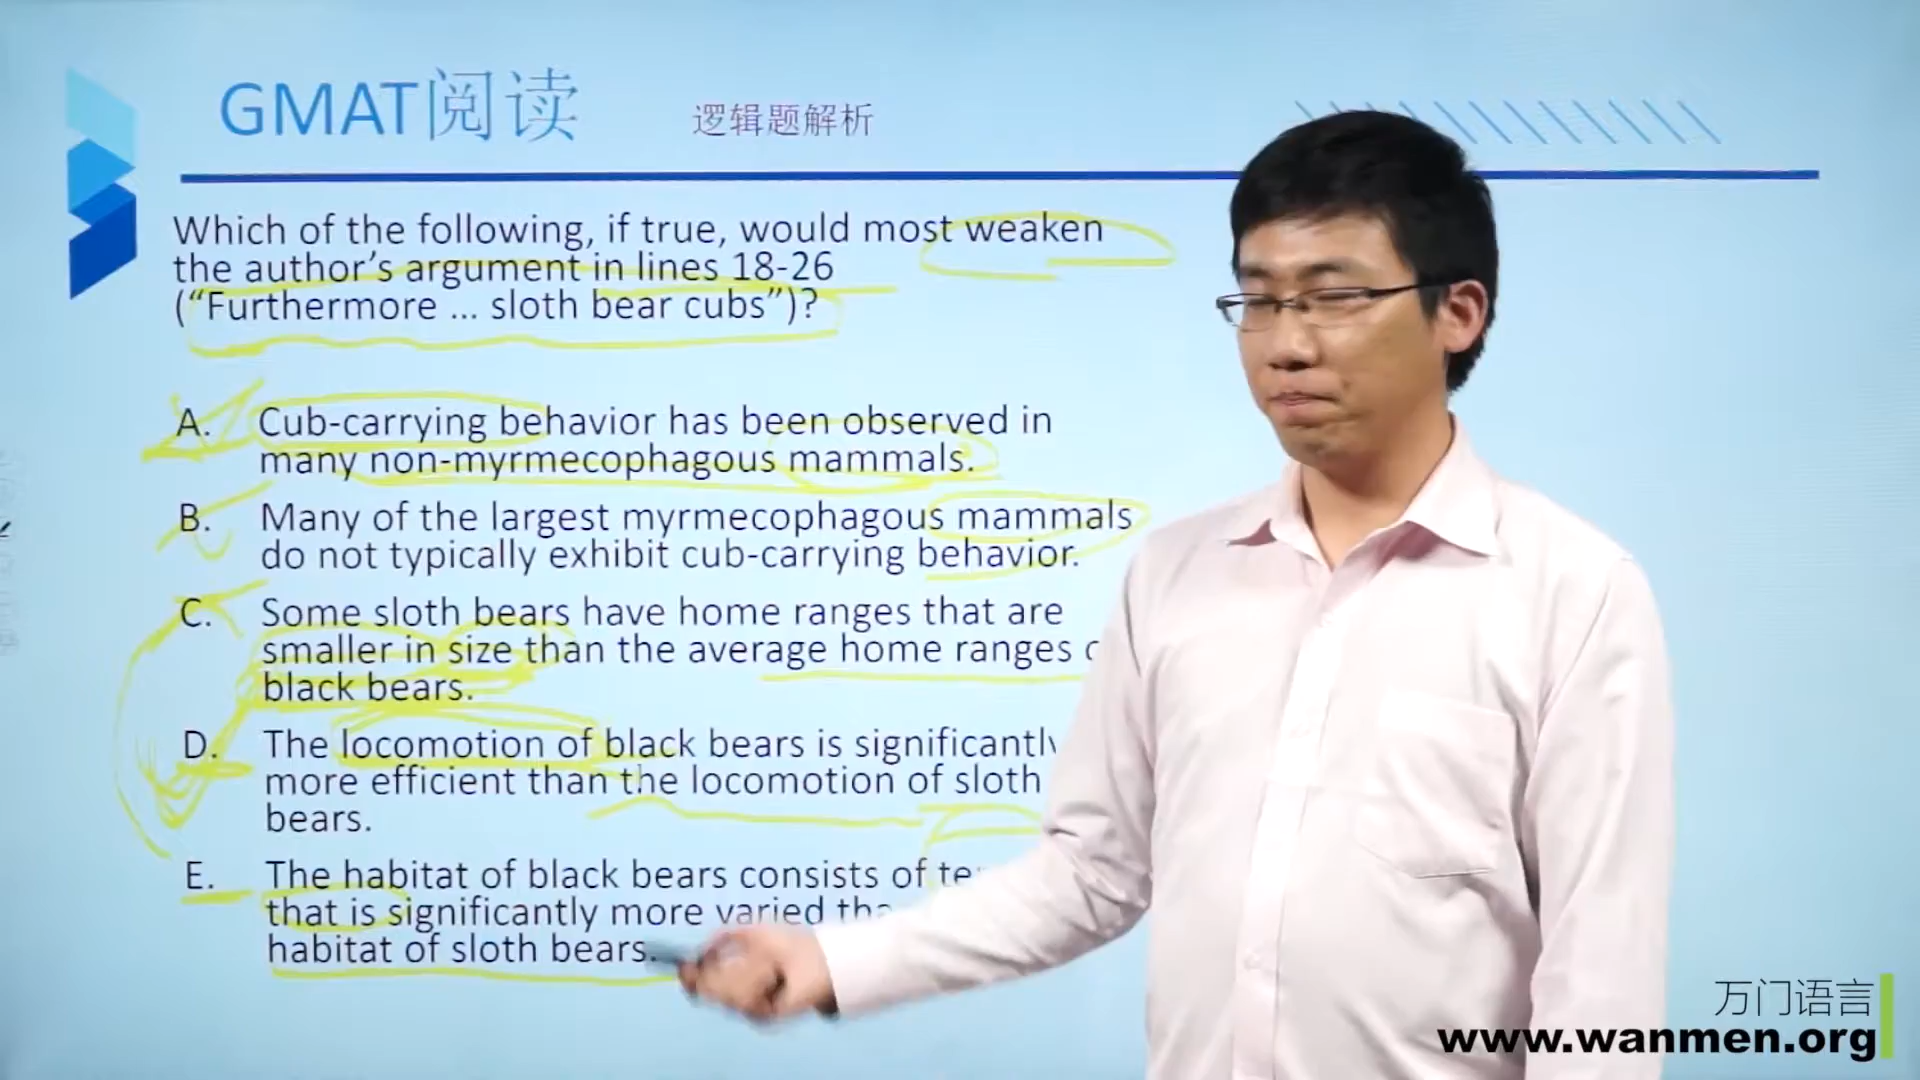 GMAT阅读
逻辑题解析
Which of the following, if true, would most weaken
the author's argument in lines 18-26
(“Furthermore ... sloth bear cubs”)?
A. Cub-carrying behavior has been observed in
many non-myrmecophagous mammals.
B. Many of the largest myrmecophagous mammals
do not typically exhibit cub-carrying behavior.
C. Some sloth bears have home ranges that are
smaller in size than the average home ranges
black bears.
D. The locomotion of black bears is significantly
more efficient than the locomotion of sloth
bears.
E. The habitat of black bears consists of
that is significantly more varied
habitat of sloth bears.
万门语言
www.wanmen.org